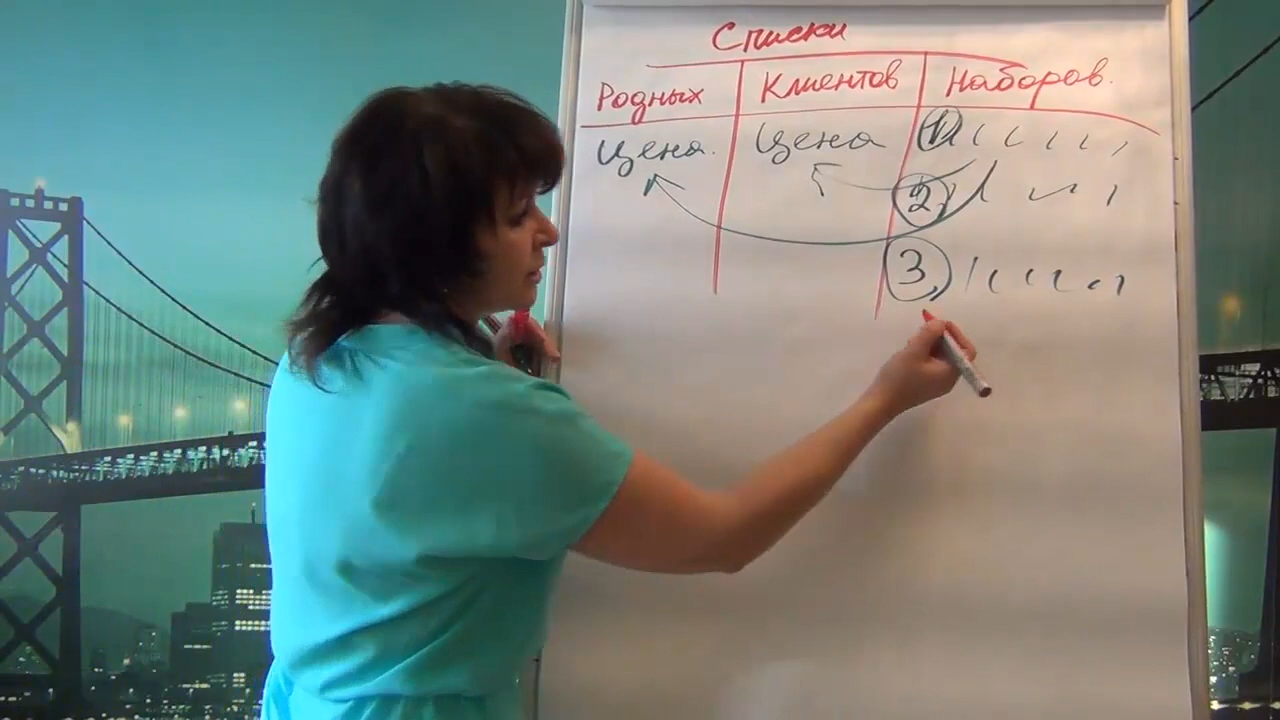 Списки
Родных Клиентов Наборов.
Цена. Цена 1)
2)
3)